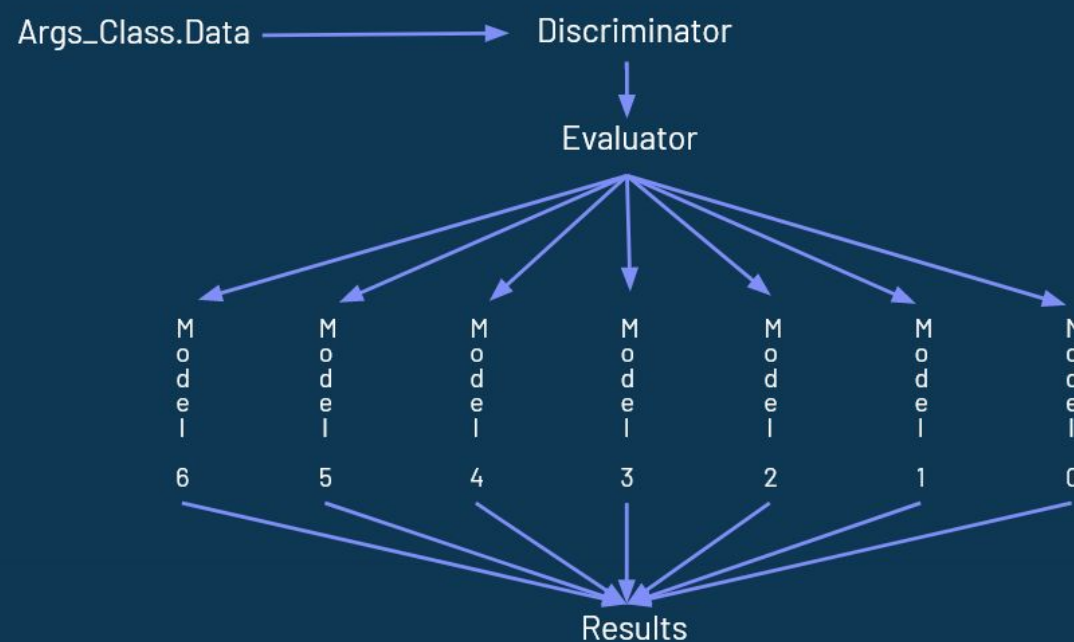 Args_Class.Data
Discriminator
Evaluator
Model 6
Model 5
Model 4
Model 3
Model 2
Model 1
Results